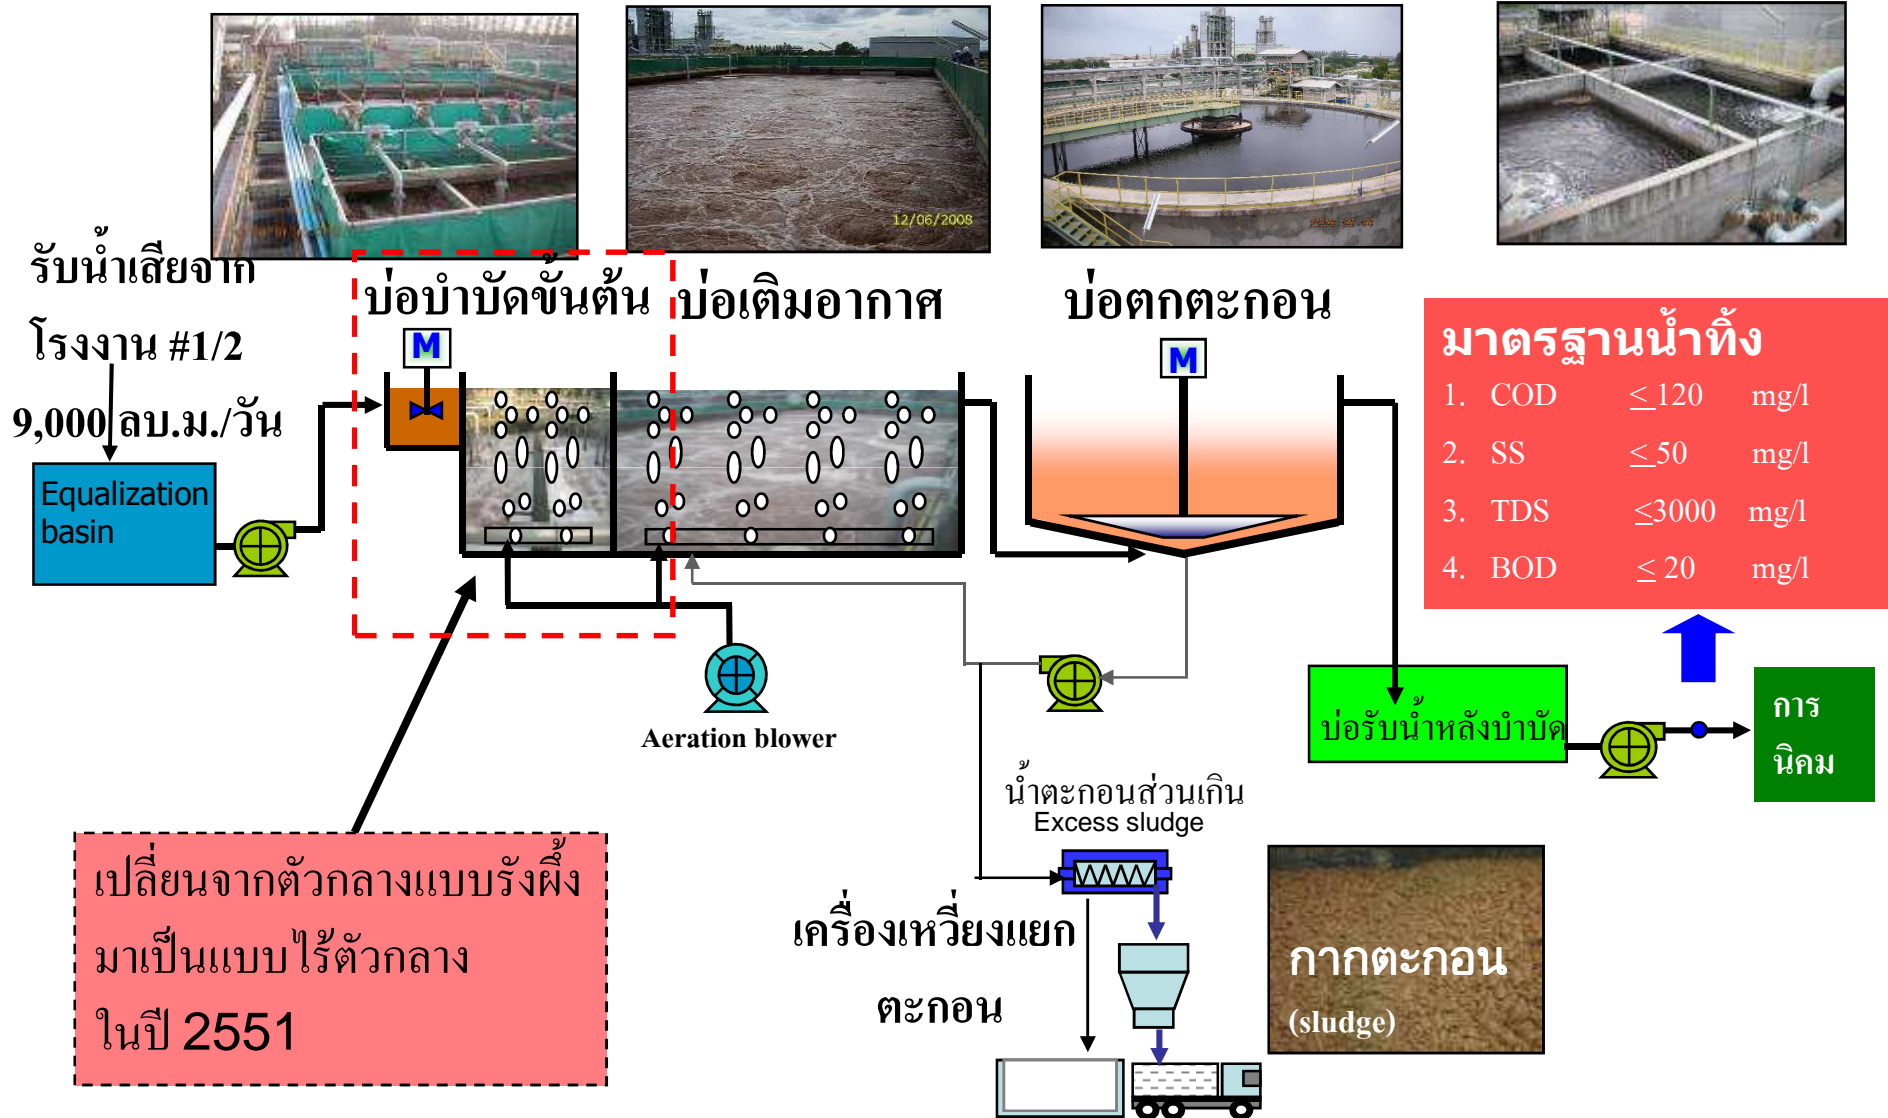 12/06/2008
รับน้ำเสียจาก
โรงงาน #1/2
9,000 ลบ.ม./วัน
บ่อบำบัดขั้นต้น
บ่อเติมอากาศ
บ่อตกตะกอน
M
M
Equalization
basin
มาตรฐานน้ำทิ้ง
1. COD ≤ 120 mg/l
2. SS ≤ 50 mg/l
3. TDS ≤3000 mg/l
4. BOD ≤ 20 mg/l
Aeration blower
บ่อรับน้ำหลังบำบัด
การ
นิคม
น้ำตะกอนส่วนเกิน
Excess sludge
เปลี่ยนจากตัวกลางแบบรังผึ้ง
มาเป็นแบบไร้ตัวกลาง
ในปี 2551
เครื่องเหวี่ยงแยก
ตะกอน
กากตะกอน
(sludge)